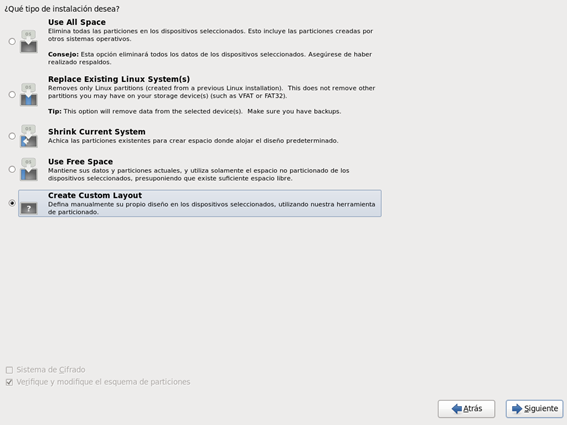 ¿Qué tipo de instalación desea?
Use All Space
Elimina todas las particiones en los dispositivos seleccionados. Esto incluye las particiones creadas por
otros sistemas operativos.
Consejo: Esta opción eliminará todos los datos de los dispositivos seleccionados. Asegúrese de haber
realizado respaldos.
Replace Existing Linux System(s)
Removes only Linux partitions (created from a previous Linux installation). This does not remove other
partitions you may have on your storage device(s) (such as VFAT or FAT32).
Tip: This option will remove data from the selected device(s). Make sure you have backups.
Shrink Current System
Achica las particiones existentes para crear espacio donde alojar el diseño predeterminado.
Use Free Space
Mantiene sus datos y particiones actuales, y utiliza solamente el espacio no particionado de los
dispositivos seleccionados, presuponiendo que existe suficiente espacio libre.
Create Custom Layout
Defina manualmente su propio diseño en los dispositivos seleccionados, utilizando nuestra herramienta
de particionado.
Sistema de Cifrado
Verifique y modifique el esquema de particiones
Atrás
Siguiente